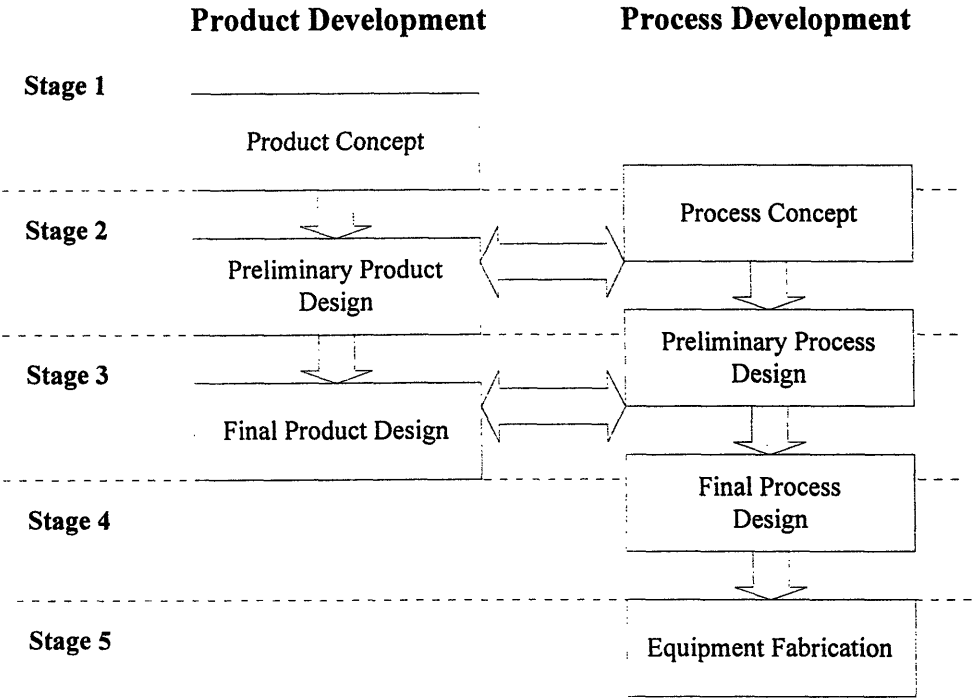 Product Development
Process Development
Stage 1
Product Concept
Process Concept
Stage 2
Preliminary Product
Design
Preliminary Process
Design
Stage 3
Final Product Design
Final Process
Design
Stage 4
Stage 5
Equipment Fabrication